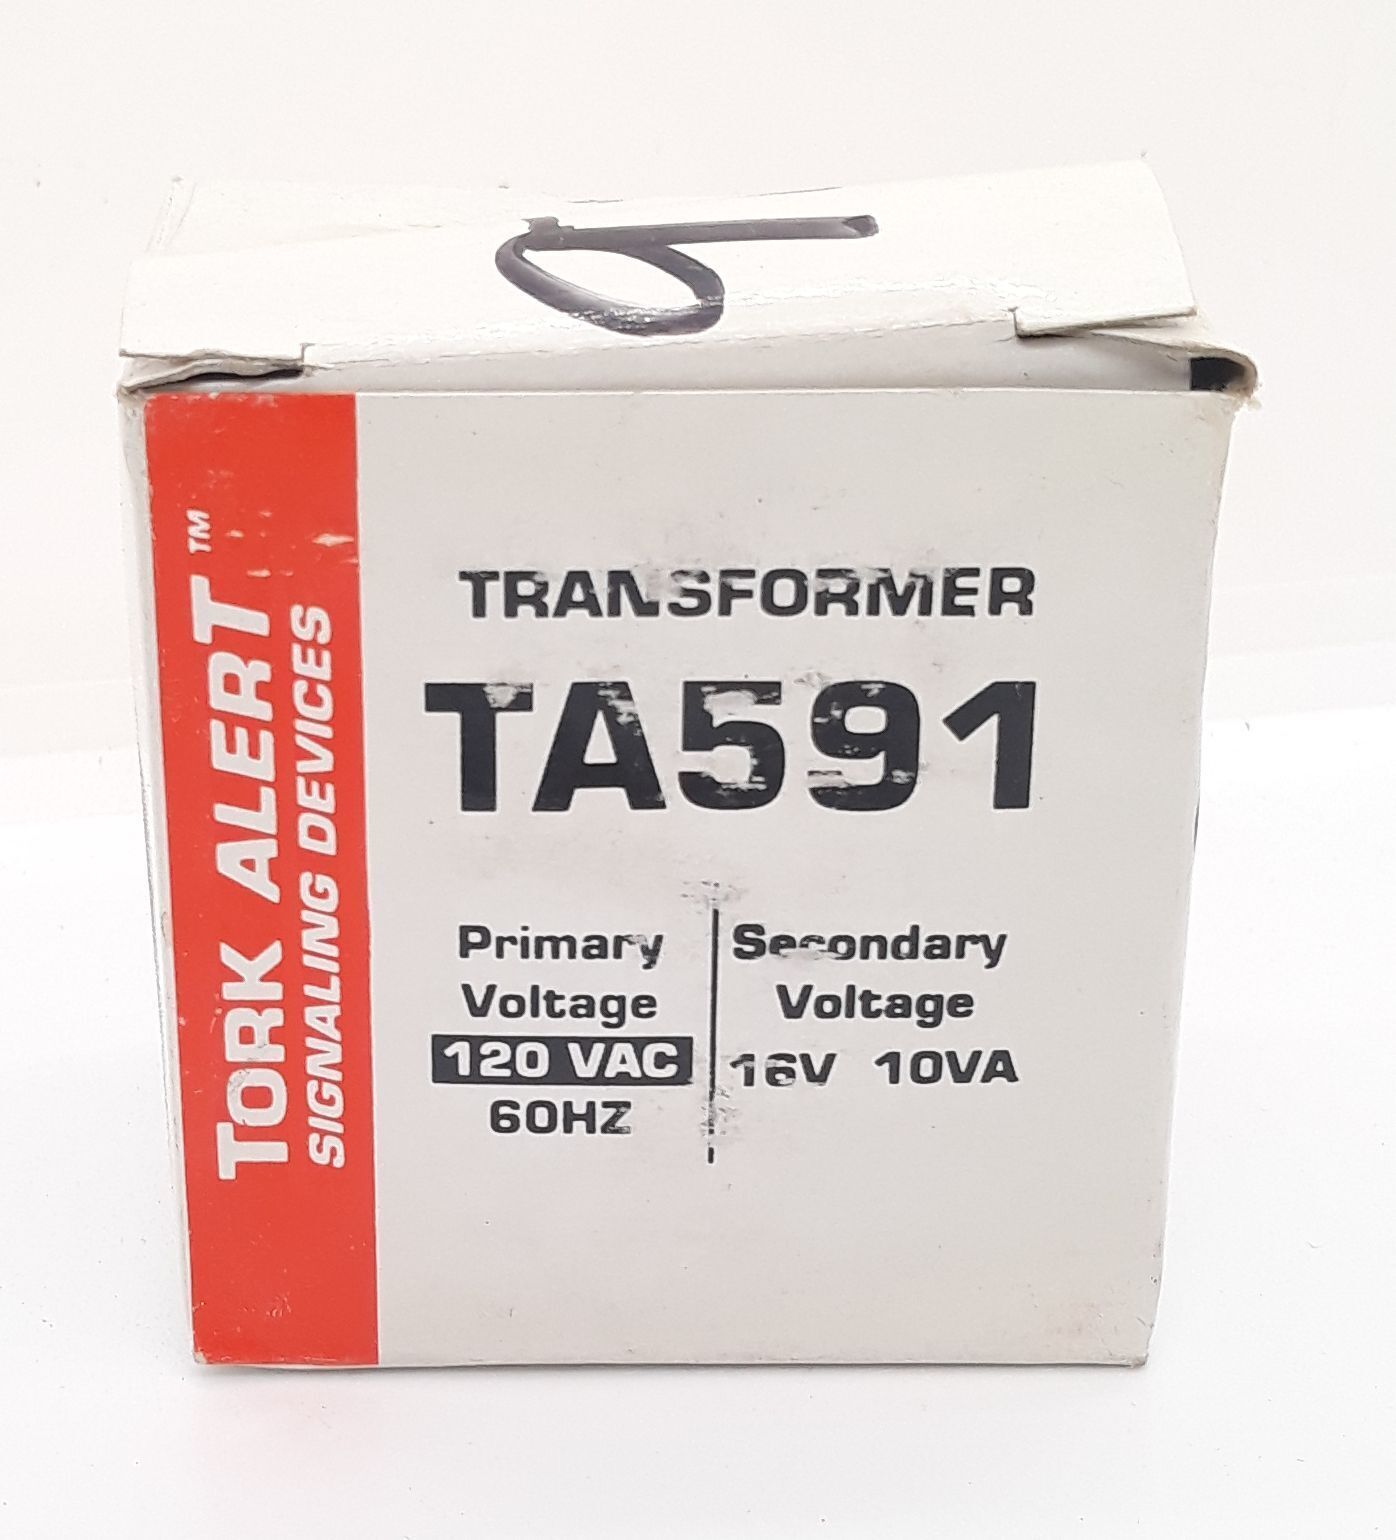 TORK ALERT™
SIGNALING DEVICES
TRANSFORMER
TA591
Primary
Voltage
120 VAC
60HZ
Secondary
Voltage
16V 10VA